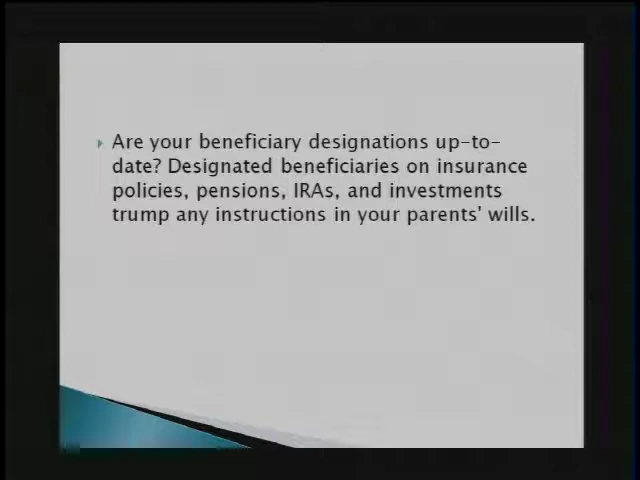 Are your beneficiary designations up-to-
date? Designated beneficiaries on insurance
policies, pensions, IRAs, and investments
trump any instructions in your parents' wills.